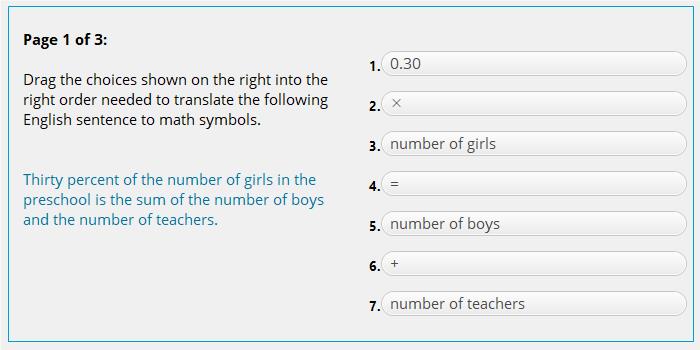 Page 1 of 3:
Drag the choices shown on the right into the
right order needed to translate the following
English sentence to math symbols.
Thirty percent of the number of girls in the
preschool is the sum of the number of boys
and the number of teachers.
1. 0.30
2. ×
3. number of girls
4. =
5. number of boys
6. +
7. number of teachers